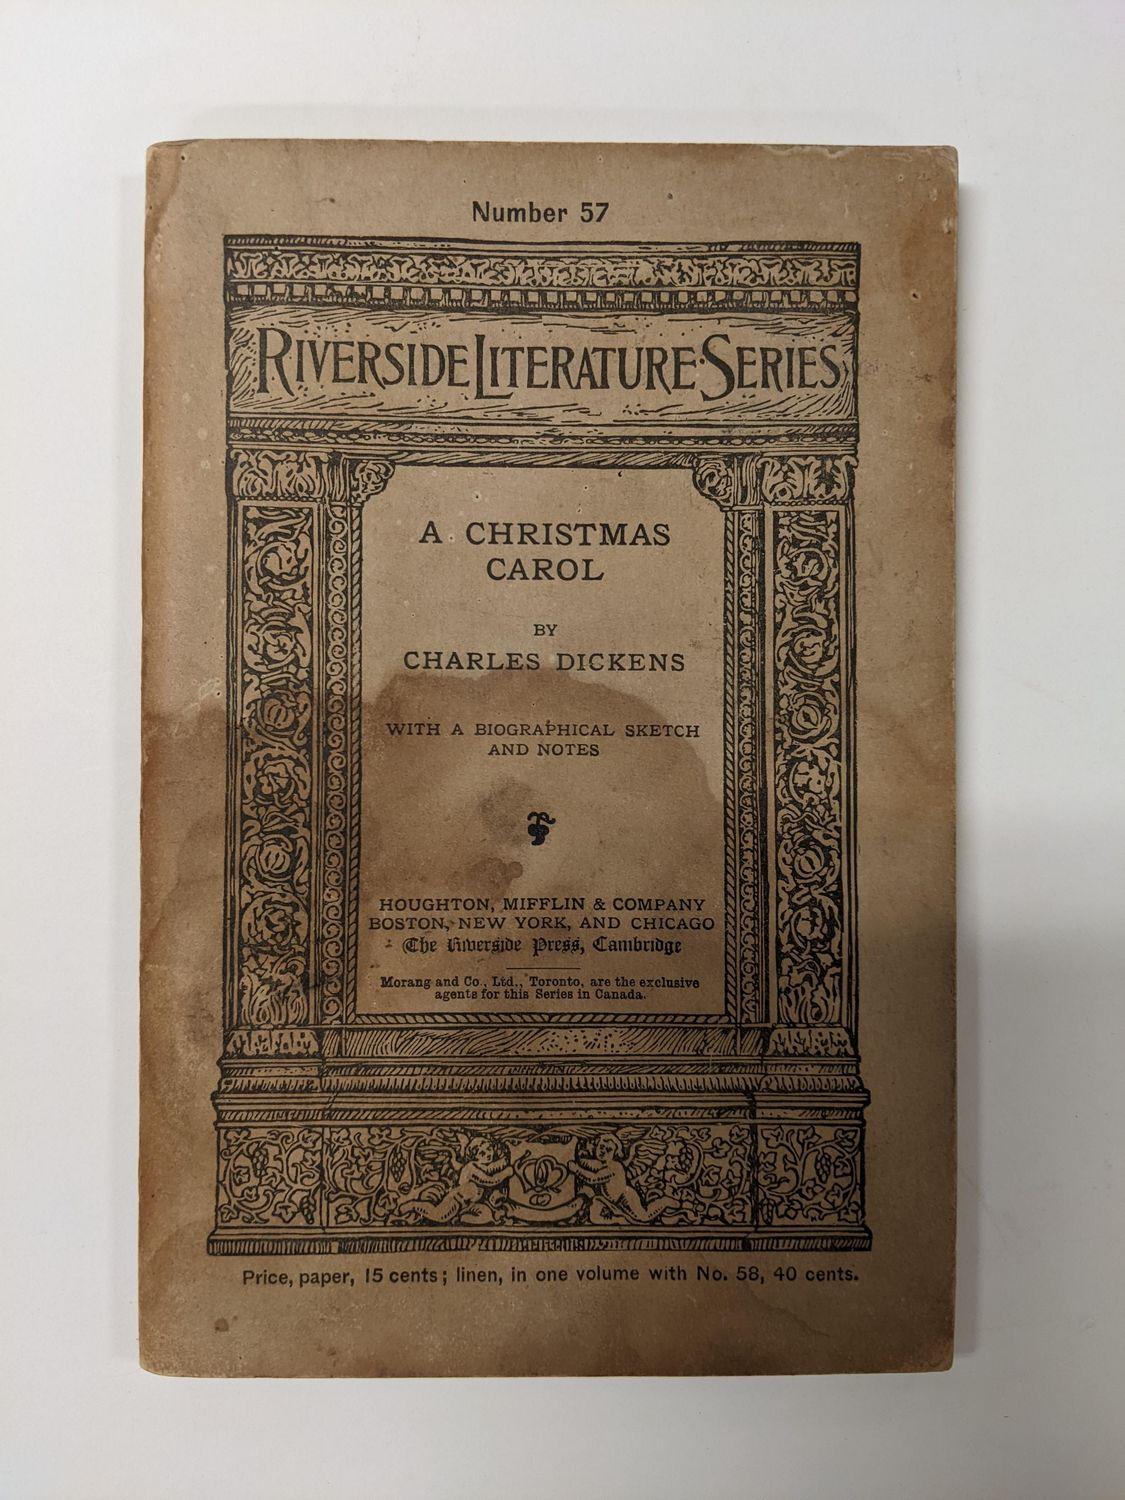 Number 57
RIVERSIDE LITERATURE·SERIES
A CHRISTMAS
CAROL
BY
CHARLES DICKENS
WITH A BIOGRAPHICAL SKETCH
AND NOTES
HOUGHTON, MIFFLIN & COMPANY
BOSTON, NEW YORK, AND CHICAGO
The Riverside Press, Cambridge
Morang and Co., Ltd., Toronto, are the exclusive
agents for this Series in Canada.
Price, paper, 15 cents; linen, in one volume with No. 58, 40 cents.